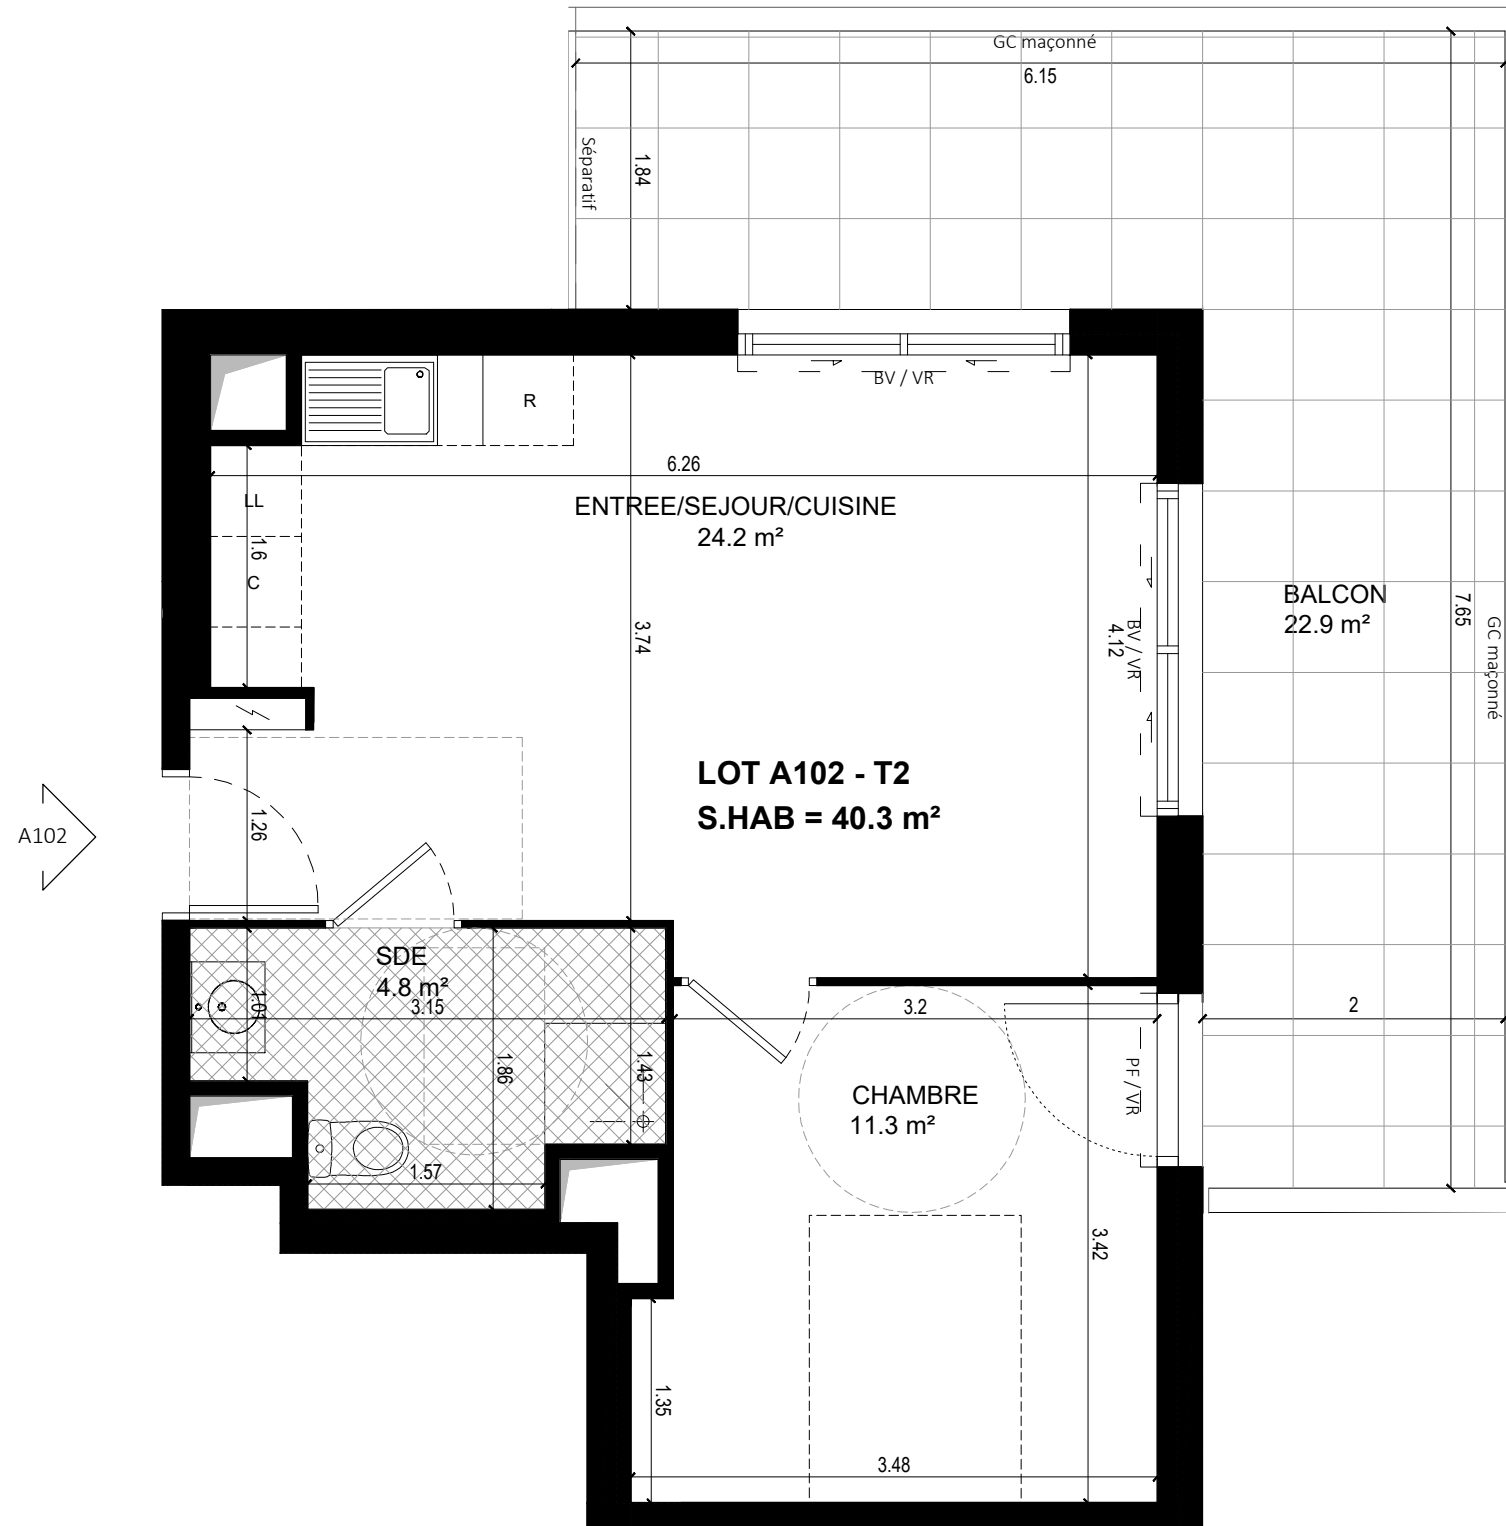 GC maçonné
6.15
Séparatif
1.84
BV / VR
R
6.26
ENTREE/SEJOUR/CUISINE
24.2 m²
LL
1.6
C
3.74
4.12
BV / VR
BALCON
22.9 m²
7.65
GC maçonné
LOT A102 - T2
S.HAB = 40.3 m²
A102
1.26
SDE
4.8 m²
3.15
1.01
1.86
1.43
1.57
3.2
2
CHAMBRE
11.3 m²
PF / VR
3.42
1.35
3.48